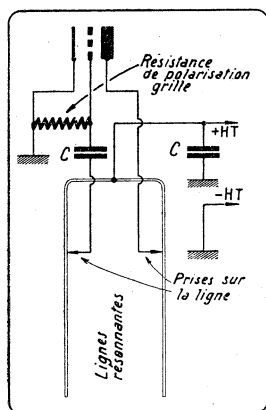 Résistance
de polarisation
grille
+HT
C
C
-HT
Prises sur
la ligne
Lignes
résonnantes